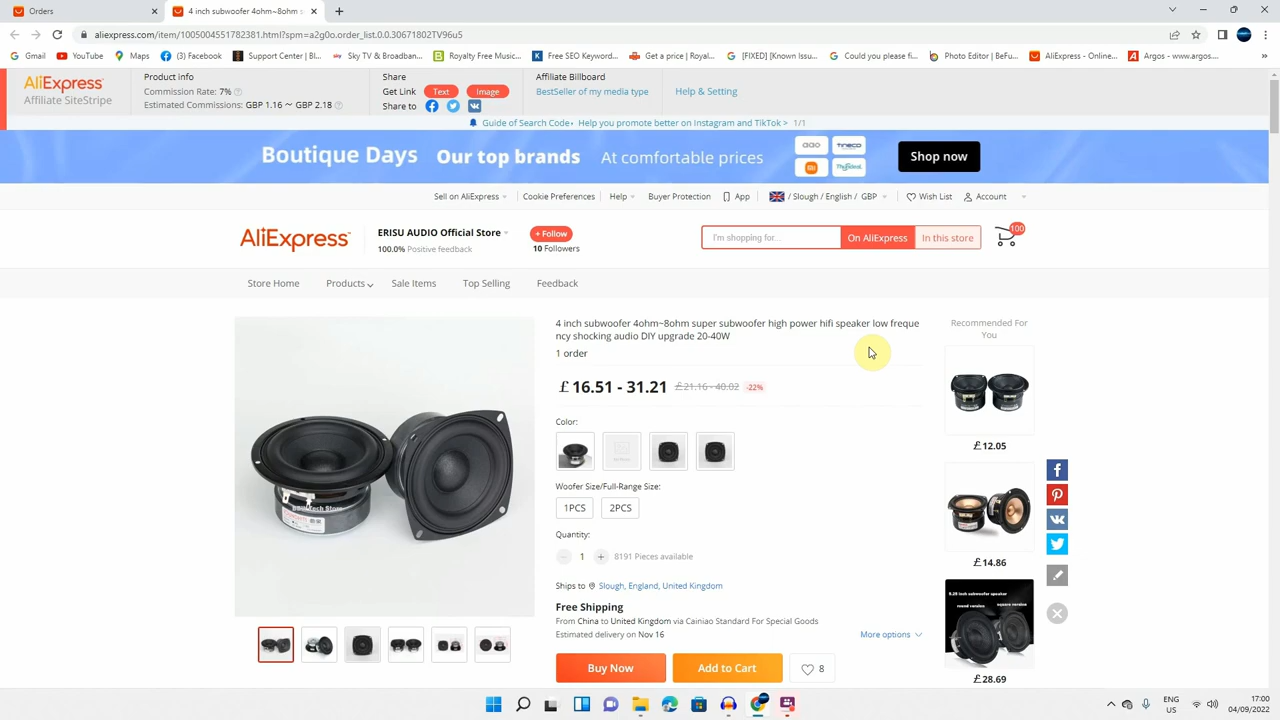 Orders
4 inch subwoofer 4ohm~8ohm s
aliexpress.com/item/1005004551782381.html?spm=a2g0o.order_list.0.0.30671802TV96u5
Gmail YouTube Maps (3) Facebook Support Center | Bl... Sky TV & Broadban... Royalty Free Music... Free SEO Keyword... Get a price | Royal... [FIXED] [Known Iss... Could you please fi... Photo Editor | BeFu... AliExpress - Online... Argos - www.argos... »
AliExpress
Affiliate SiteStripe
Product info
Commission Rate: 7%
Estimated Commissions: GBP 1.16 ~ GBP 2.18
Share
Get Link Text Image
Share to
Affiliate Billboard
BestSeller of my media type
Help & Setting
Guide of Search Code Help you promote better on Instagram and TikTok > 1/1
Boutique Days Our top brands At comfortable prices Shop now
Tineco
Sell on AliExpress Cookie Preferences Help Buyer Protection App / Slough / English / GBP Wish List Account
AliExpress
ERISU AUDIO Official Store
100.0% Positive feedback
+ Follow
10 Followers
I'm shopping for... On AliExpress In this store 100
Store Home Products Sale Items Top Selling Feedback
4 inch subwoofer 4ohm~8ohm super subwoofer high power hifi speaker low freque
ncy shocking audio DIY upgrade 20-40W
1 order
£16.51 - 31.21 £21.16 - 40.02 -22%
Color:
Woofer Size/Full-Range Size:
1PCS 2PCS
Quantity:
1 8191 Pieces available
Ships to Slough, England, United Kingdom
Free Shipping
From China to United Kingdom via Cainiao Standard For Special Goods
Estimated delivery on Nov 16 More options
Buy Now Add to Cart 8
Recommended For
You
£12.05
£14.86
round version square version
£28.69
ENG
US
17:00
04/09/2022